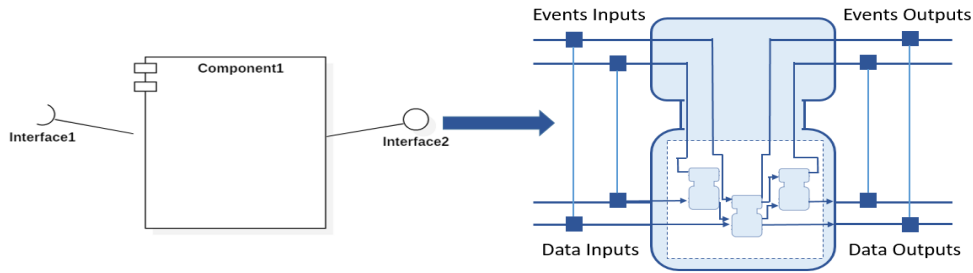 Events Inputs
Events Outputs
Component1
Interface1
Interface2
Data Inputs
Data Outputs